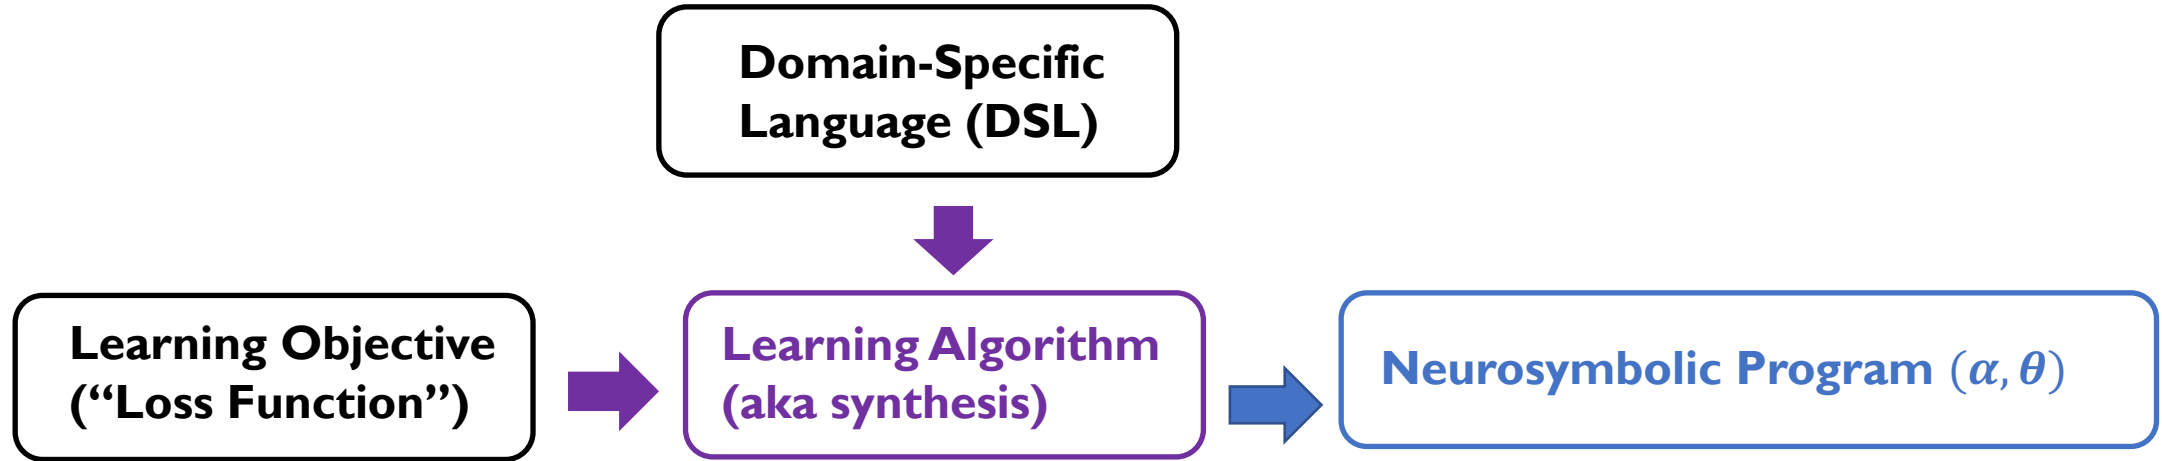 Domain-Specific
Language (DSL)
Learning Objective
(“Loss Function”)
Learning Algorithm
(aka synthesis)
Neurosymbolic Program (α, θ)